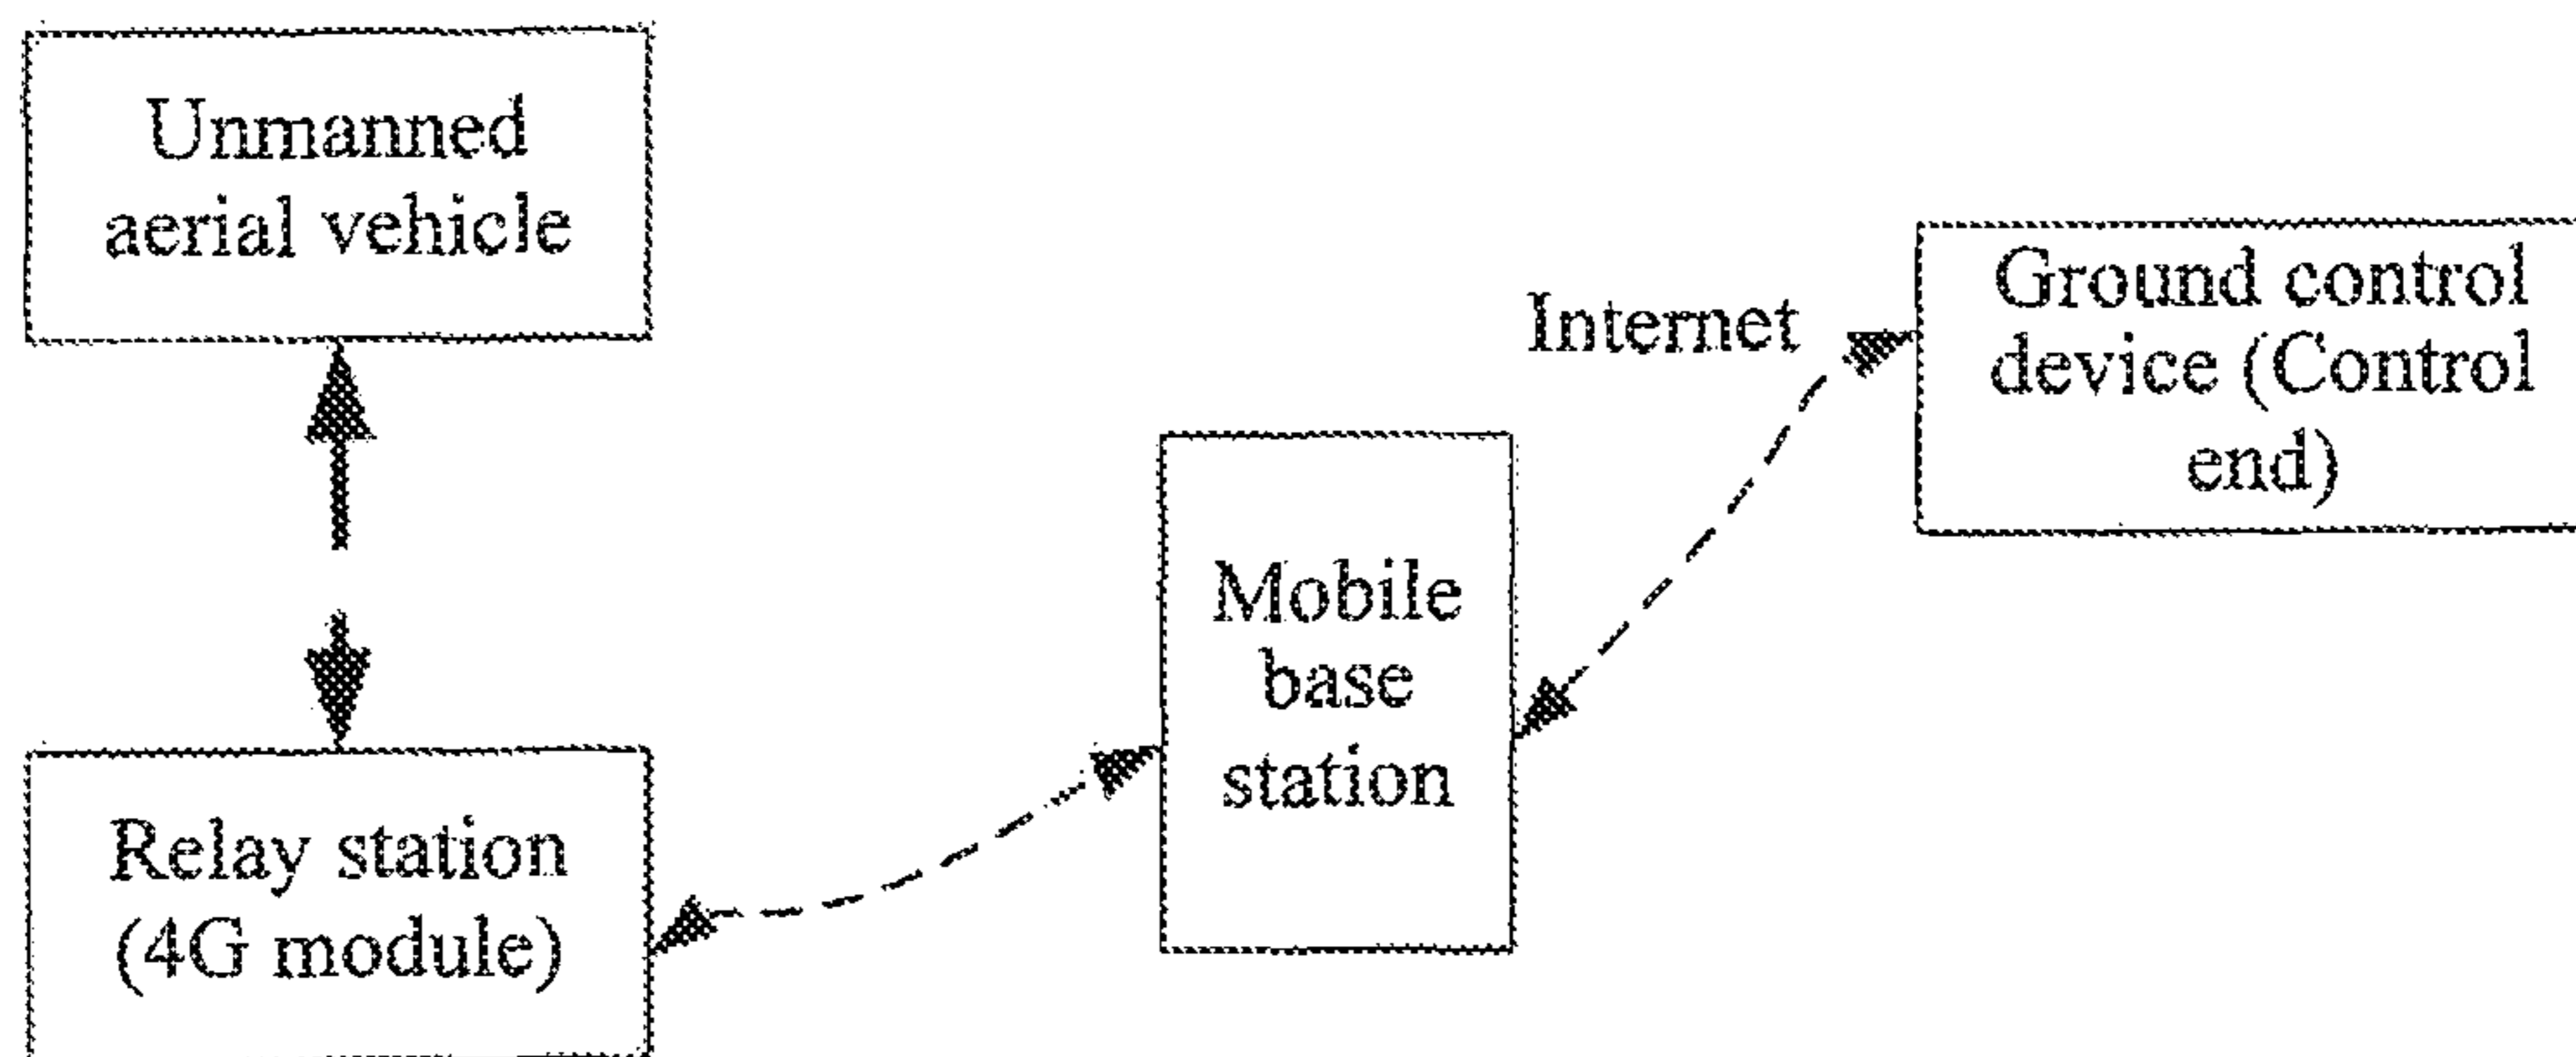 Unmanned
aerial vehicle
Internet
Ground control
device (Control
end)
Mobile
base
station
Relay station
(4G module)